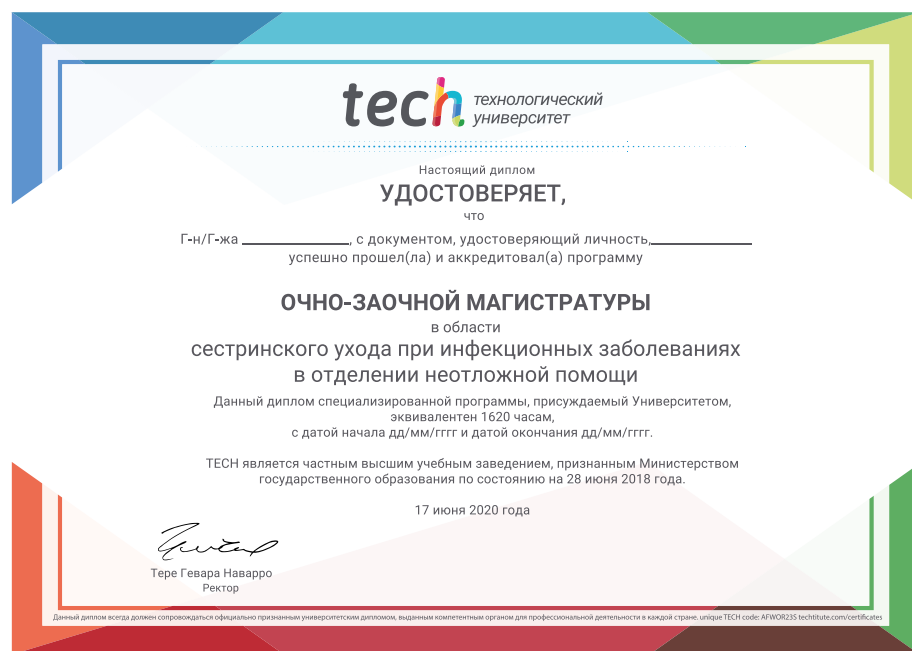 tech технологический
университет
Настоящий диплом
УДОСТОВЕРЯЕТ,
что
Г-н/Г-жа ______________, с документом, удостоверяющий личность,______________
успешно прошел(ла) и аккредитовал(а) программу
ОЧНО-ЗАОЧНОЙ МАГИСТРАТУРЫ
в области
сестринского ухода при инфекционных заболеваниях
в отделении неотложной помощи
Данный диплом специализированной программы, присуждаемый Университетом,
эквивалентен 1620 часам,
с датой начала дд/мм/гггг и датой окончания дд/мм/гггг.
TECH является частным высшим учебным заведением, признанным Министерством
государственного образования по состоянию на 28 июня 2018 года.
17 июня 2020 года
Тере Гевара Наварро
Ректор
Данный диплом всегда должен сопровождаться официально признанным университетским дипломом, выданным компетентным органом для профессиональной деятельности в каждой стране. unique TECH code: AFWOR23S techtitute.com/certificates